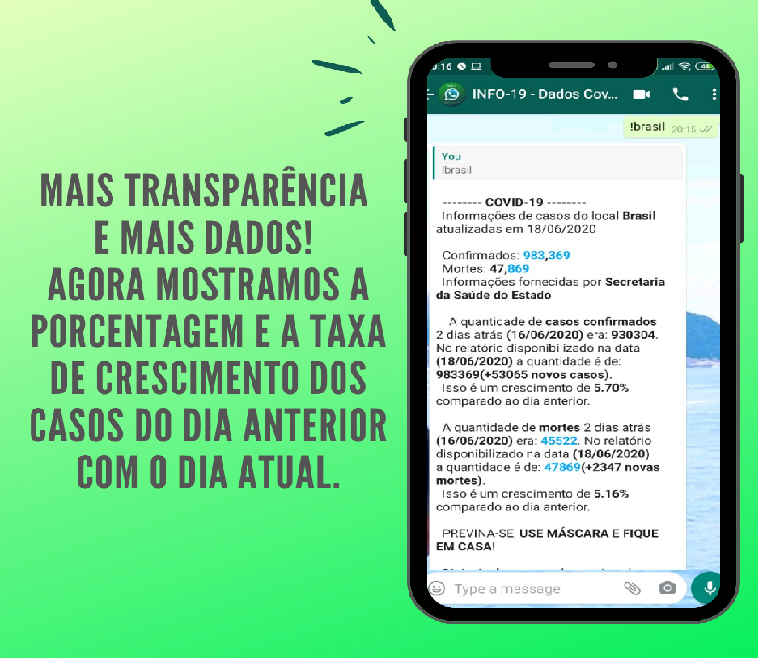 MAIS TRANSPARÊNCIA
E MAIS DADOS!
AGORA MOSTRAMOS A
PORCENTAGEM E A TAXA
DE CRESCIMENTO DOS
CASOS DO DIA ANTERIOR
COM O DIA ATUAL.
:16
INFO-19 - Dados Cov...
!brasil 20:15
You
!brasil
-------- COVID-19 --------
Informações de casos do local Brasil
atualizadas em 18/06/2020
Confirmados: 983,369
Mortes: 47,869
Informações fornecidas por Secretaria
da Saúde do Estado
A quantidade de casos confirmados
2 dias atrás (16/06/2020) era: 930304.
No relatório disponibilizado na data
(18/06/2020) a quantidade é de:
983369(+53065 novos casos).
Isso é um crescimento de 5.70%
comparado ao dia anterior.
A quantidade de mortes 2 dias atrás
(16/06/2020) era: 45522. No relatório
disponibilizado na data (18/06/2020)
a quantidade é de: 47869(+2347 novas
mortes).
Isso é um crescimento de 5.16%
comparado ao dia anterior.
PREVINA-SE, USE MÁSCARA E FIQUE
EM CASA!
Type a message